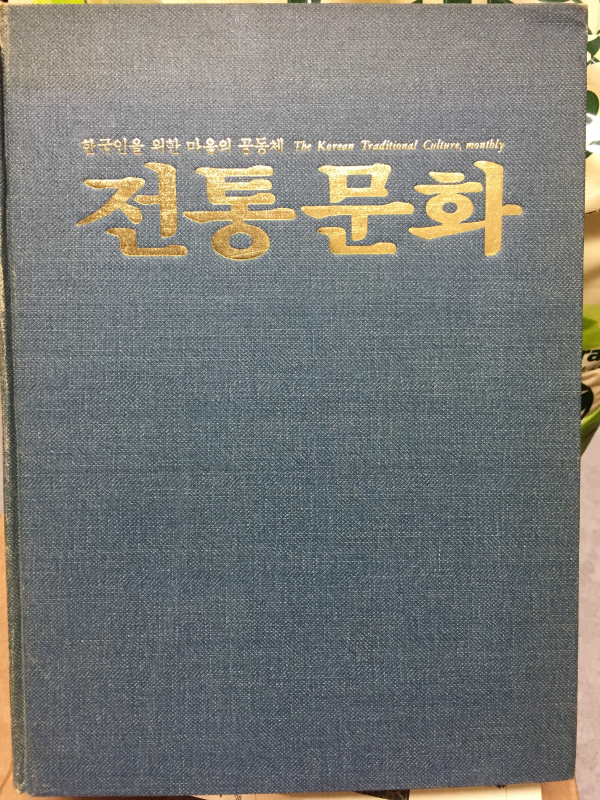 한국인을 위한 마을의 공동체 The Korean Traditional Culture, monthly
전통문화